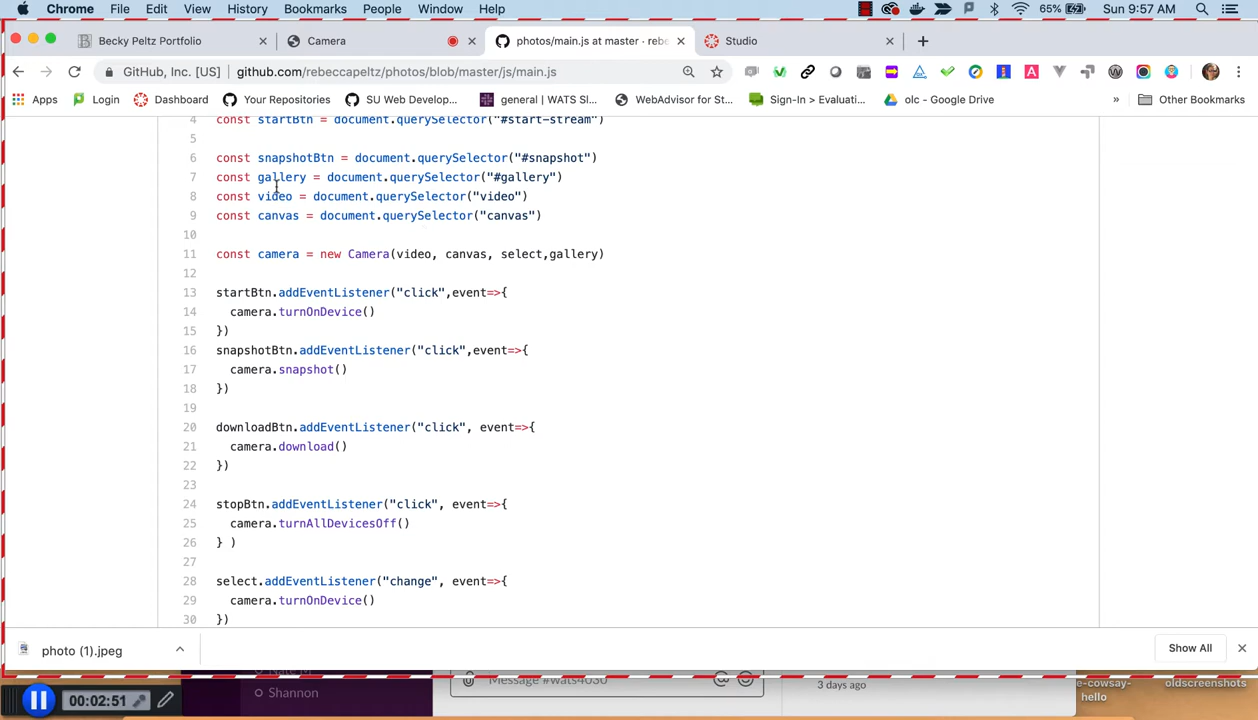 Chrome File Edit View History Bookmarks People Window Help 65% Sun 9:57 AM
Becky Peltz Portfolio Camera photos/main.js at master · rebe Studio
GitHub, Inc. [US] github.com/rebeccapeltz/photos/blob/master/js/main.js
Apps Login Dashboard Your Repositories SU Web Develop... general | WATS Sl... WebAdvisor for St... Sign-In > Evaluati... olc - Google Drive » Other Bookmarks
4 const startBtn = document.querySelector("#start-stream")
5
6 const snapshotBtn = document.querySelector("#snapshot")
7 const gallery = document.querySelector("#gallery")
8 const video = document.querySelector("video")
9 const canvas = document.querySelector("canvas")
10
11 const camera = new Camera(video, canvas, select,gallery)
12
13 startBtn.addEventListener("click",event=>{
14 camera.turnOnDevice()
15 })
16 snapshotBtn.addEventListener("click",event=>{
17 camera.snapshot()
18 })
19
20 downloadBtn.addEventListener("click", event=>{
21 camera.download()
22 })
23
24 stopBtn.addEventListener("click", event=>{
25 camera.turnAllDevicesOff()
26 } )
27
28 select.addEventListener("change", event=>{
29 camera.turnOnDevice()
30 })
photo (1).jpeg Show All
Message #wats4030 3 days ago e-cowsay- oldscreenshots
Shannon hello
00:02:51